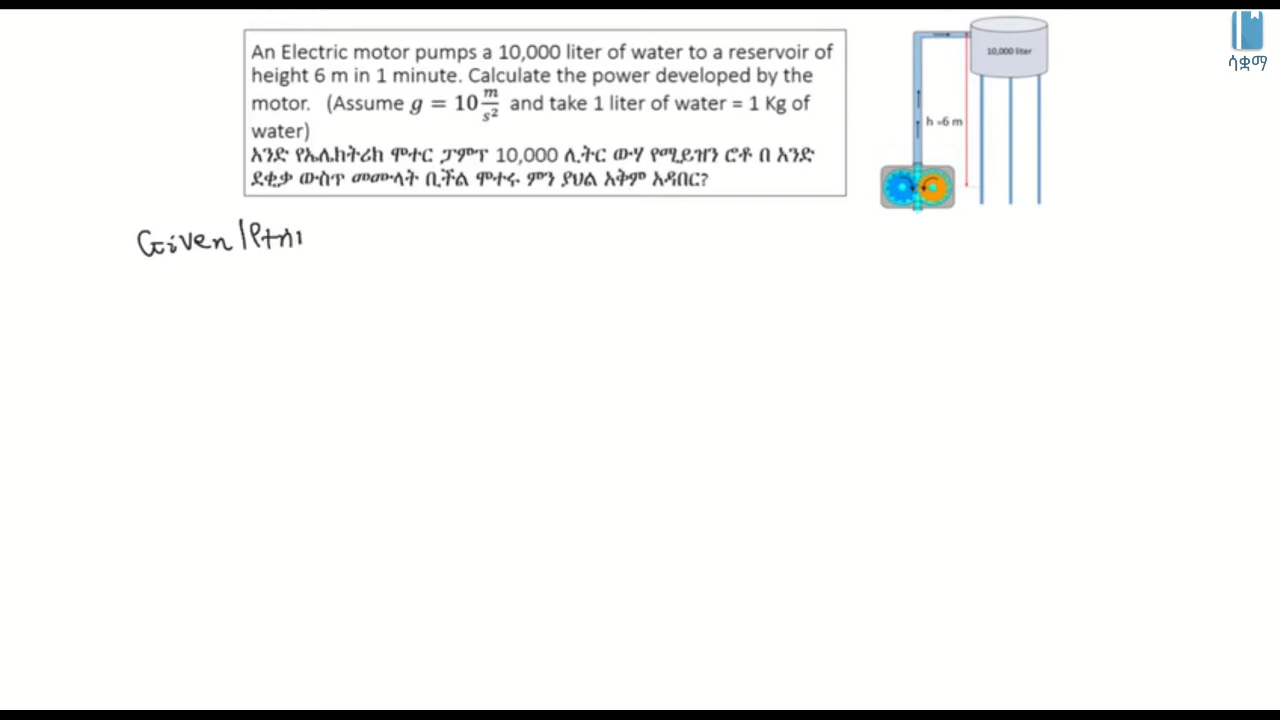 An Electric motor pumps a 10,000 liter of water to a reservoir of
height 6 m in 1 minute. Calculate the power developed by the
motor. (Assume g = 10 m/s² and take 1 liter of water = 1 Kg of
water)
አንድ የኤሌክትሪክ ሞተር ፓምፕ 10,000 ሊትር ውሃ የሚይዝን ሮቶ በ አንድ
ደቂቃ ውስጥ መሙላት ቢችል ሞተሩ ምን ያህል አቅም አዳበር?
10,000 liter
h =6 m
ሳቋማ
Given/የተሰ